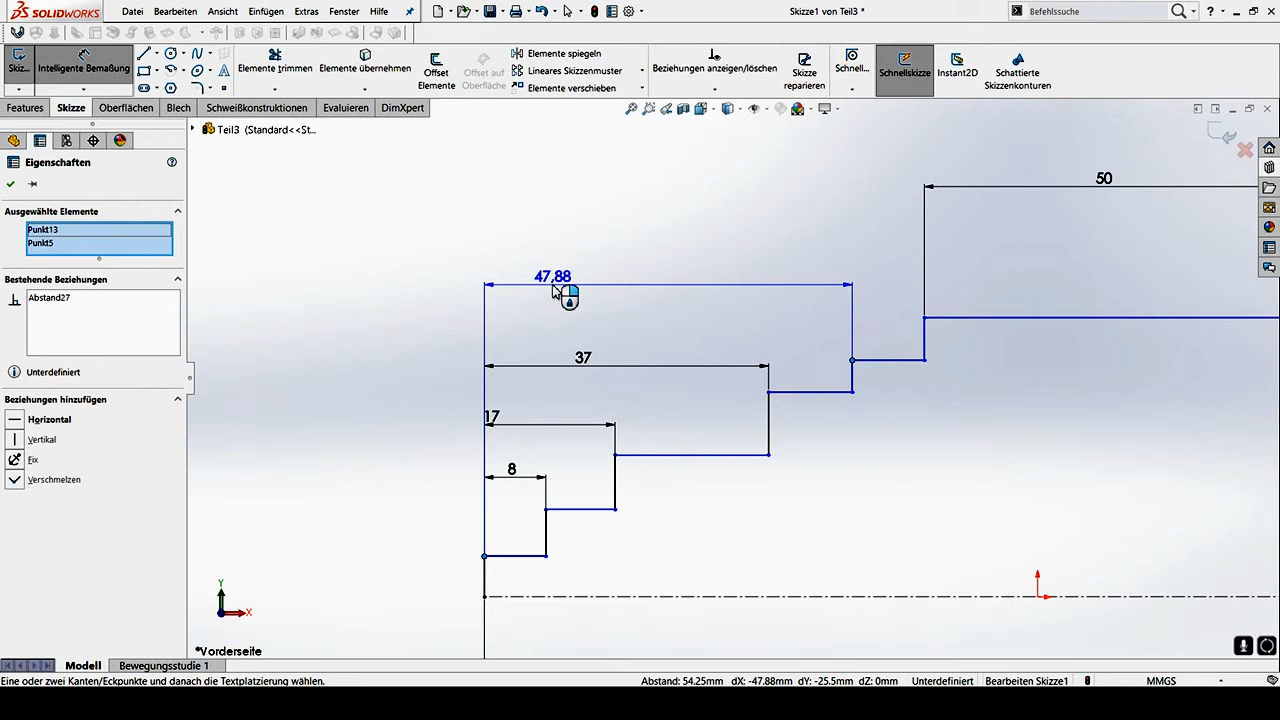 SOLIDWORKS
Datei Bearbeiten Ansicht Einfügen Extras Fenster Hilfe
Skizze1 von Teil3 *
Befehlssuche
Skiz... Intelligente Bemaßung
Elemente trimmen
Elemente übernehmen
Offset Elemente
Offset auf Oberfläche
Elemente spiegeln
Lineares Skizzenmuster
Elemente verschieben
Beziehungen anzeigen/löschen
Skizze reparieren
Schnell...
Schnellskizze
Instant2D
Schattierte Skizzenkonturen
Features Skizze Oberflächen Blech Schweißkonstruktionen Evaluieren DimXpert
Teil3 (Standard<<St...
Eigenschaften
Ausgewählte Elemente
Punkt13
Punkt5
Bestehende Beziehungen
Abstand27
Unterdefiniert
Beziehungen hinzufügen
Horizontal
Vertikal
Fix
Verschmelzen
50
47,88
37
17
8
Y
X
*Vorderseite
Modell Bewegungsstudie 1
Eine oder zwei Kanten/Eckpunkte und danach die Textplatzierung wählen.
Abstand: 54.25mm dX: -47.88mm dY: -25.5mm dZ: 0mm Unterdefiniert Bearbeiten Skizze1 MMGS